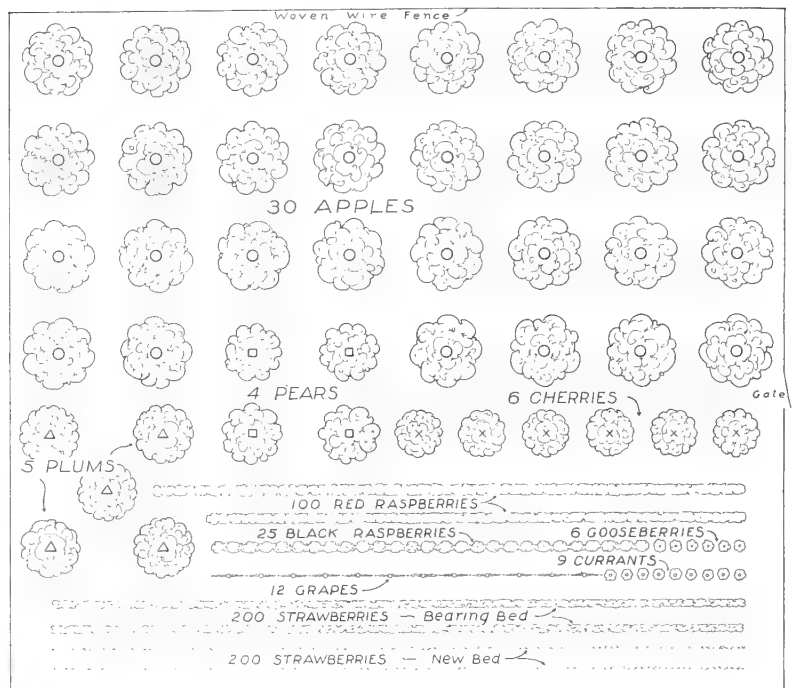 Woven Wire Fence
30 APPLES
4 PEARS
6 CHERRIES
Gate
5 PLUMS
100 RED RASPBERRIES
25 BLACK RASPBERRIES
6 GOOSEBERRIES
9 CURRANTS
12 GRAPES
200 STRAWBERRIES — Bearing Bed
200 STRAWBERRIES — New Bed